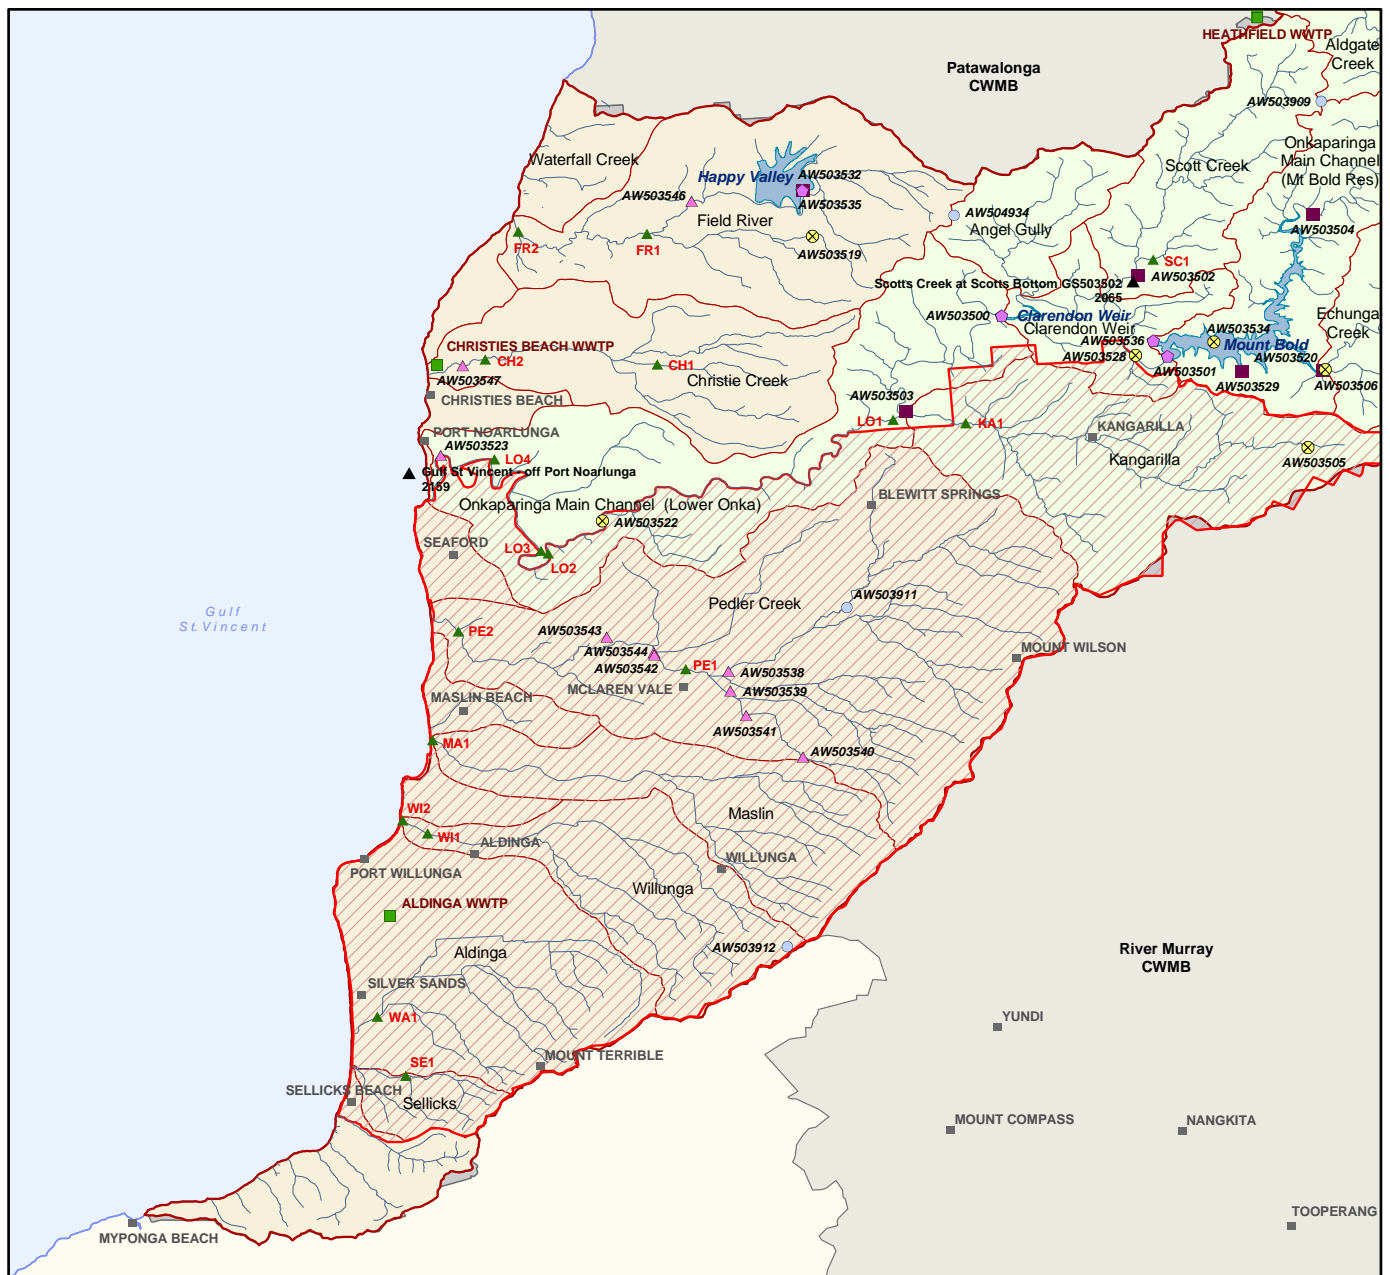 HEATHFIELD WWTP
Aldgate
Creek
Patawalonga
CWMB
AW503909
Waterfall Creek
Scott Creek
Onkaparinga
Main Channel
(Mt Bold Res)
Happy Valley
AW503532
AW503546
AW503535
Field River
AW504934
Angel Gully
AW503504
FR2
FR1
AW503519
SC1
AW503502
Scotts Creek at Scotts Bottom GS503502
2065
AW503500
Clarendon Weir
Clarendon Weir
AW503534
AW503536
Mount Bold
AW503528
AW503520
Echunga
Creek
AW503501
AW503529
AW503506
CHRISTIES BEACH WWTP
CH2
CH1
AW503547
Christie Creek
CHRISTIES BEACH
AW503503
LO1
KA1
KANGARILLA
Kangarilla
AW503505
PORT NOARLUNGA
AW503523
LO4
Gulf St Vincent - off Port Noarlunga
2159
Onkaparinga Main Channel (Lower Onka)
BLEWITT SPRINGS
AW503522
SEAFORD
LO3
LO2
Gulf
St.Vincent
Pedler Creek
AW503911
PE2
AW503543
AW503544
AW503542
PE1
AW503538
MOUNT WILSON
MCLAREN VALE
AW503539
MASLIN BEACH
AW503541
MA1
AW503540
WI2
Maslin
WI1
ALDINGA
PORT WILLUNGA
WILLUNGA
Willunga
ALDINGA WWTP
AW503912
Aldinga
River Murray
CWMB
SILVER SANDS
WA1
YUNDI
SE1
MOUNT TERRIBLE
SELLICKS BEACH
Sellicks
MOUNT COMPASS
NANGKITA
TOOPERANG
MYPONGA BEACH